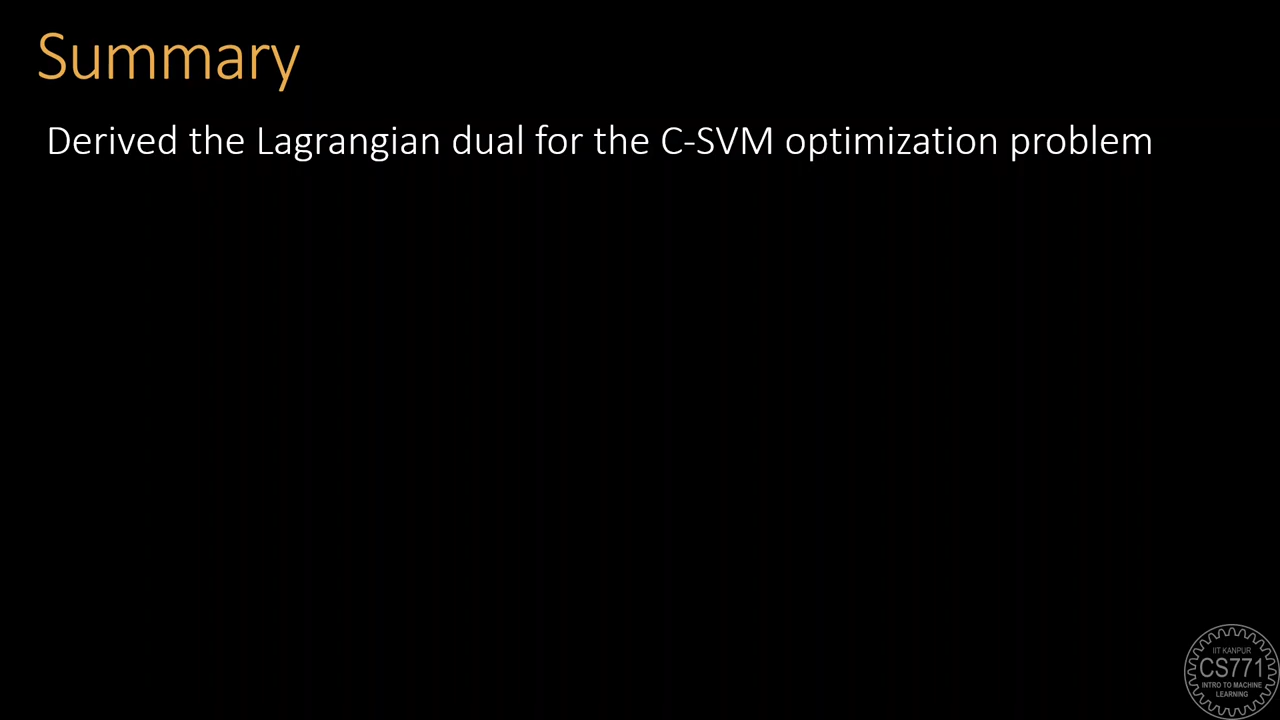 Summary
Derived the Lagrangian dual for the C-SVM optimization problem
IIT KANPUR
CS771
INTRO TO MACHINE
LEARNING